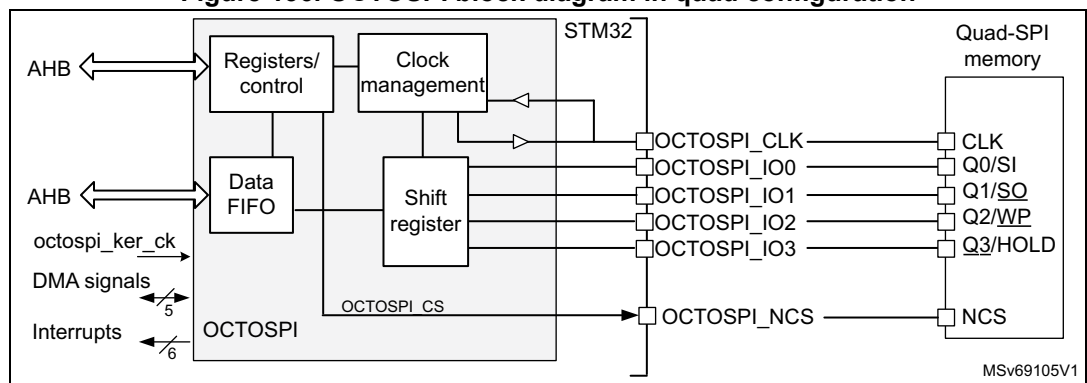 STM32
Quad-SPI
memory
AHB
Registers/
control
Clock
management
OCTOSPI_CLK
CLK
OCTOSPI_IO0
Q0/SI
AHB
Data
FIFO
Shift
register
OCTOSPI_IO1
Q1/SO
OCTOSPI_IO2
Q2/WP
OCTOSPI_IO3
Q3/HOLD
octospi_ker_ck
DMA signals
5
OCTOSPI_CS
Interrupts
6
OCTOSPI
OCTOSPI_NCS
NCS
MSv69105V1